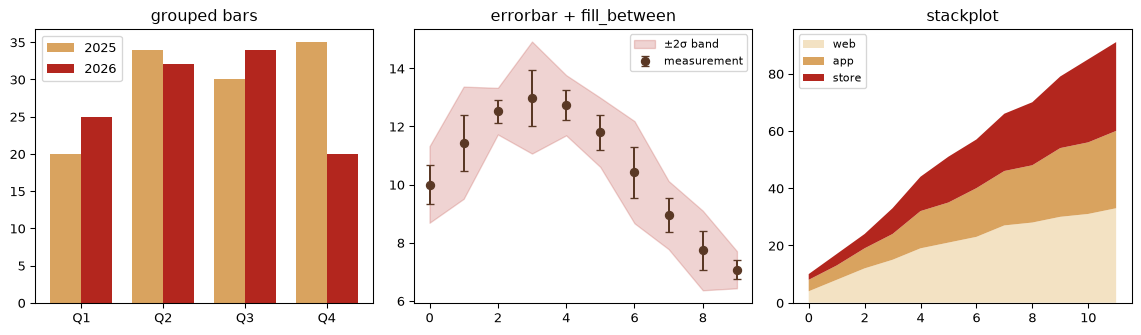 grouped bars
35
30
25
20
15
10
5
0
Q1 Q2 Q3 Q4
2025
2026
errorbar + fill_between
14
12
10
8
6
0 2 4 6 8
±2σ band
measurement
stackplot
80
60
40
20
0
0 2 4 6 8 10
web
app
store